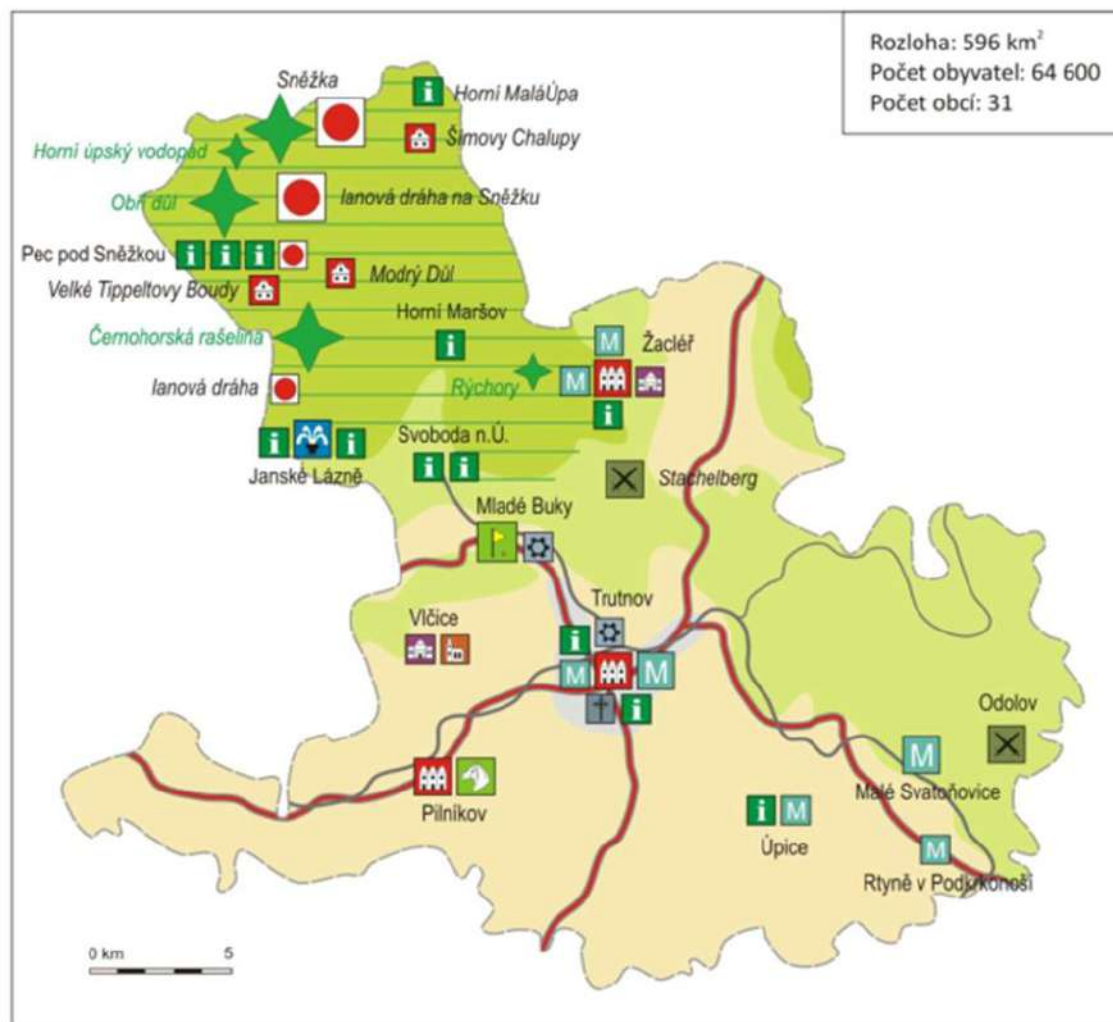 Rozloha: 596 km²
Počet obyvatel: 64 600
Počet obcí: 31
Sněžka
Horní MaláÚpa
Šímovy Chalupy
Horní úpský vodopád
Obří důl
lanová dráha na Sněžku
Pec pod Sněžkou
Modrý Důl
Velké Tippeltovy Boudy
Horní Maršov
Černohorská rašelina
Žacléř
lanová dráha
Rýchory
Svoboda n.Ú.
Janské Lázně
Stachelberg
Mladé Buky
Trutnov
Vlčice
Odolov
Malé Svatoňovice
Pilníkov
Úpice
Rtyně v Podkrkonoší
0 km 5
i
i i i
i
M
M
i
i i
i i
i
M M
i
M
i M
M